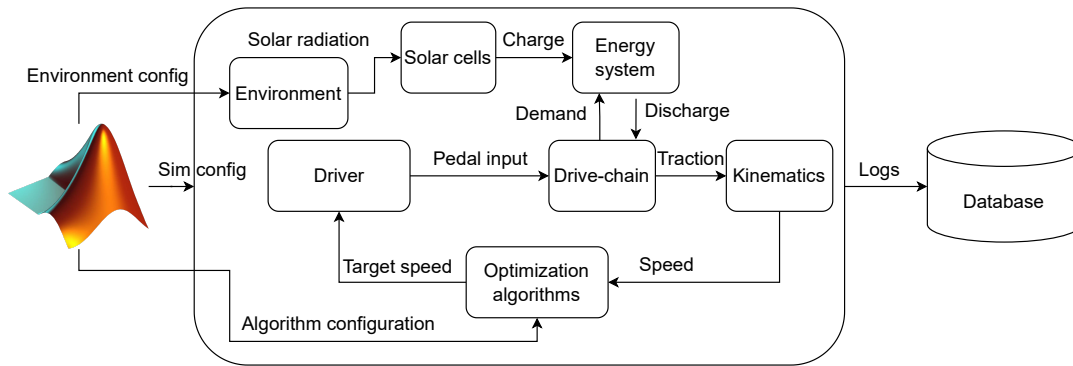 Solar radiation
Charge
Solar cells
Energy
system
Environment config
Environment
Demand
Discharge
Sim config
Driver
Pedal input
Drive-chain
Traction
Kinematics
Logs
Database
Target speed
Optimization
algorithms
Speed
Algorithm configuration